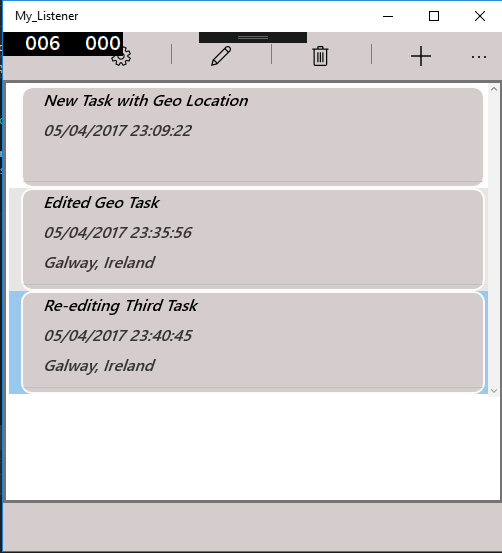 My_Listener
006 000
New Task with Geo Location
05/04/2017 23:09:22
Edited Geo Task
05/04/2017 23:35:56
Galway, Ireland
Re-editing Third Task
05/04/2017 23:40:45
Galway, Ireland